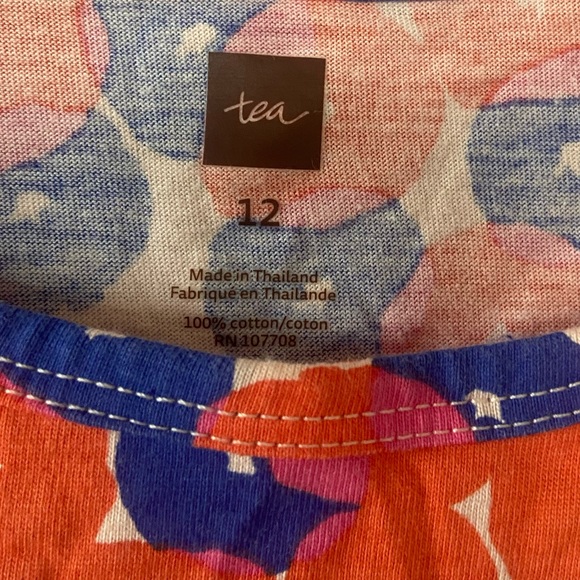 tea
12
Made in Thailand
Fabriqué en Thaïlande
100% cotton/coton
RN 107708